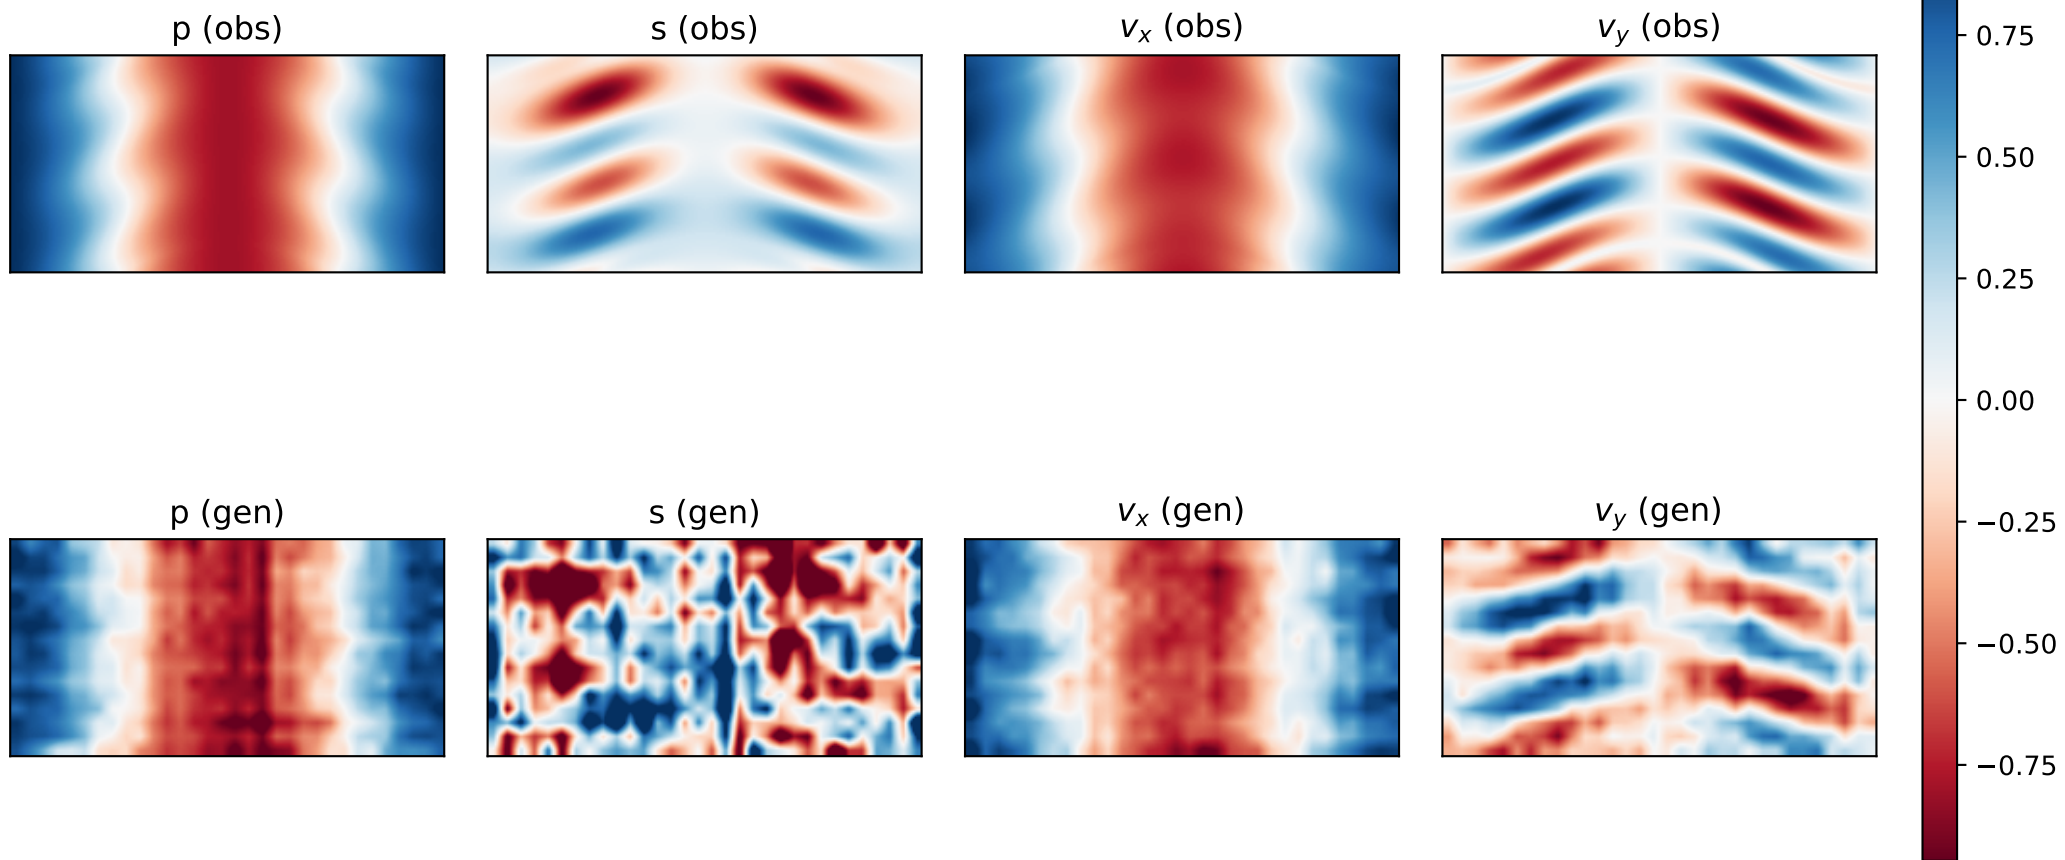 p (obs)
s (obs)
v_x (obs)
v_y (obs)
p (gen)
s (gen)
v_x (gen)
v_y (gen)
0.75
0.50
0.25
0.00
−0.25
−0.50
−0.75